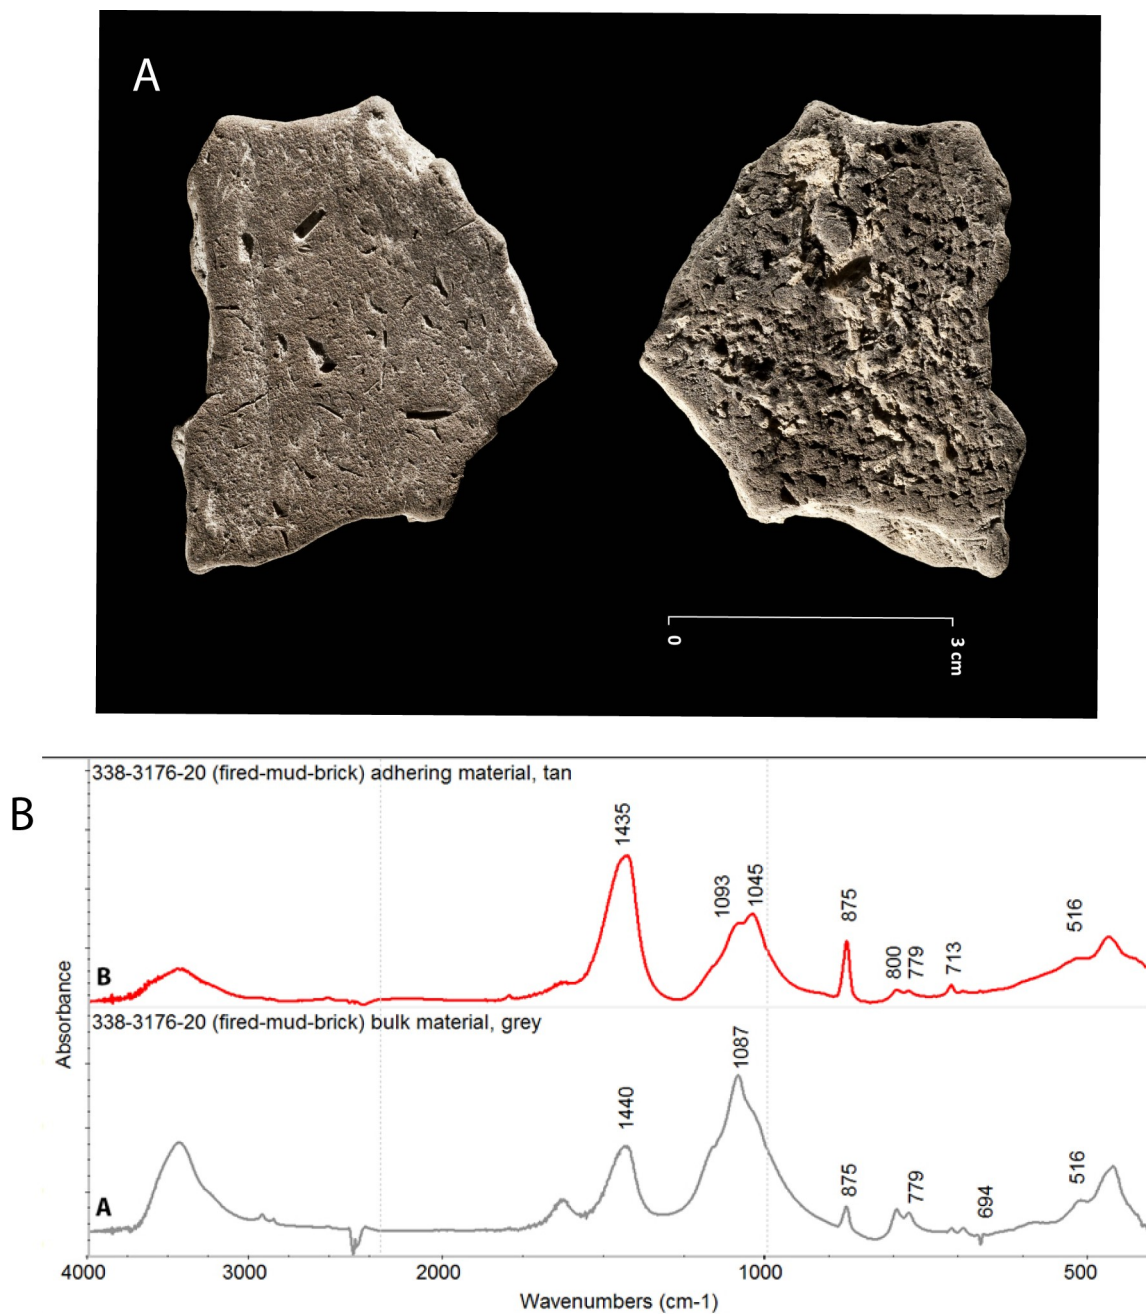 A
0
3 cm
B
338-3176-20 (fired-mud-brick) adhering material, tan
1435
1093
1045
875
800
779
713
516
B
338-3176-20 (fired-mud-brick) bulk material, grey
1440
1087
875
779
694
516
A
Absorbance
4000
3000
2000
1000
500
Wavenumbers (cm-1)